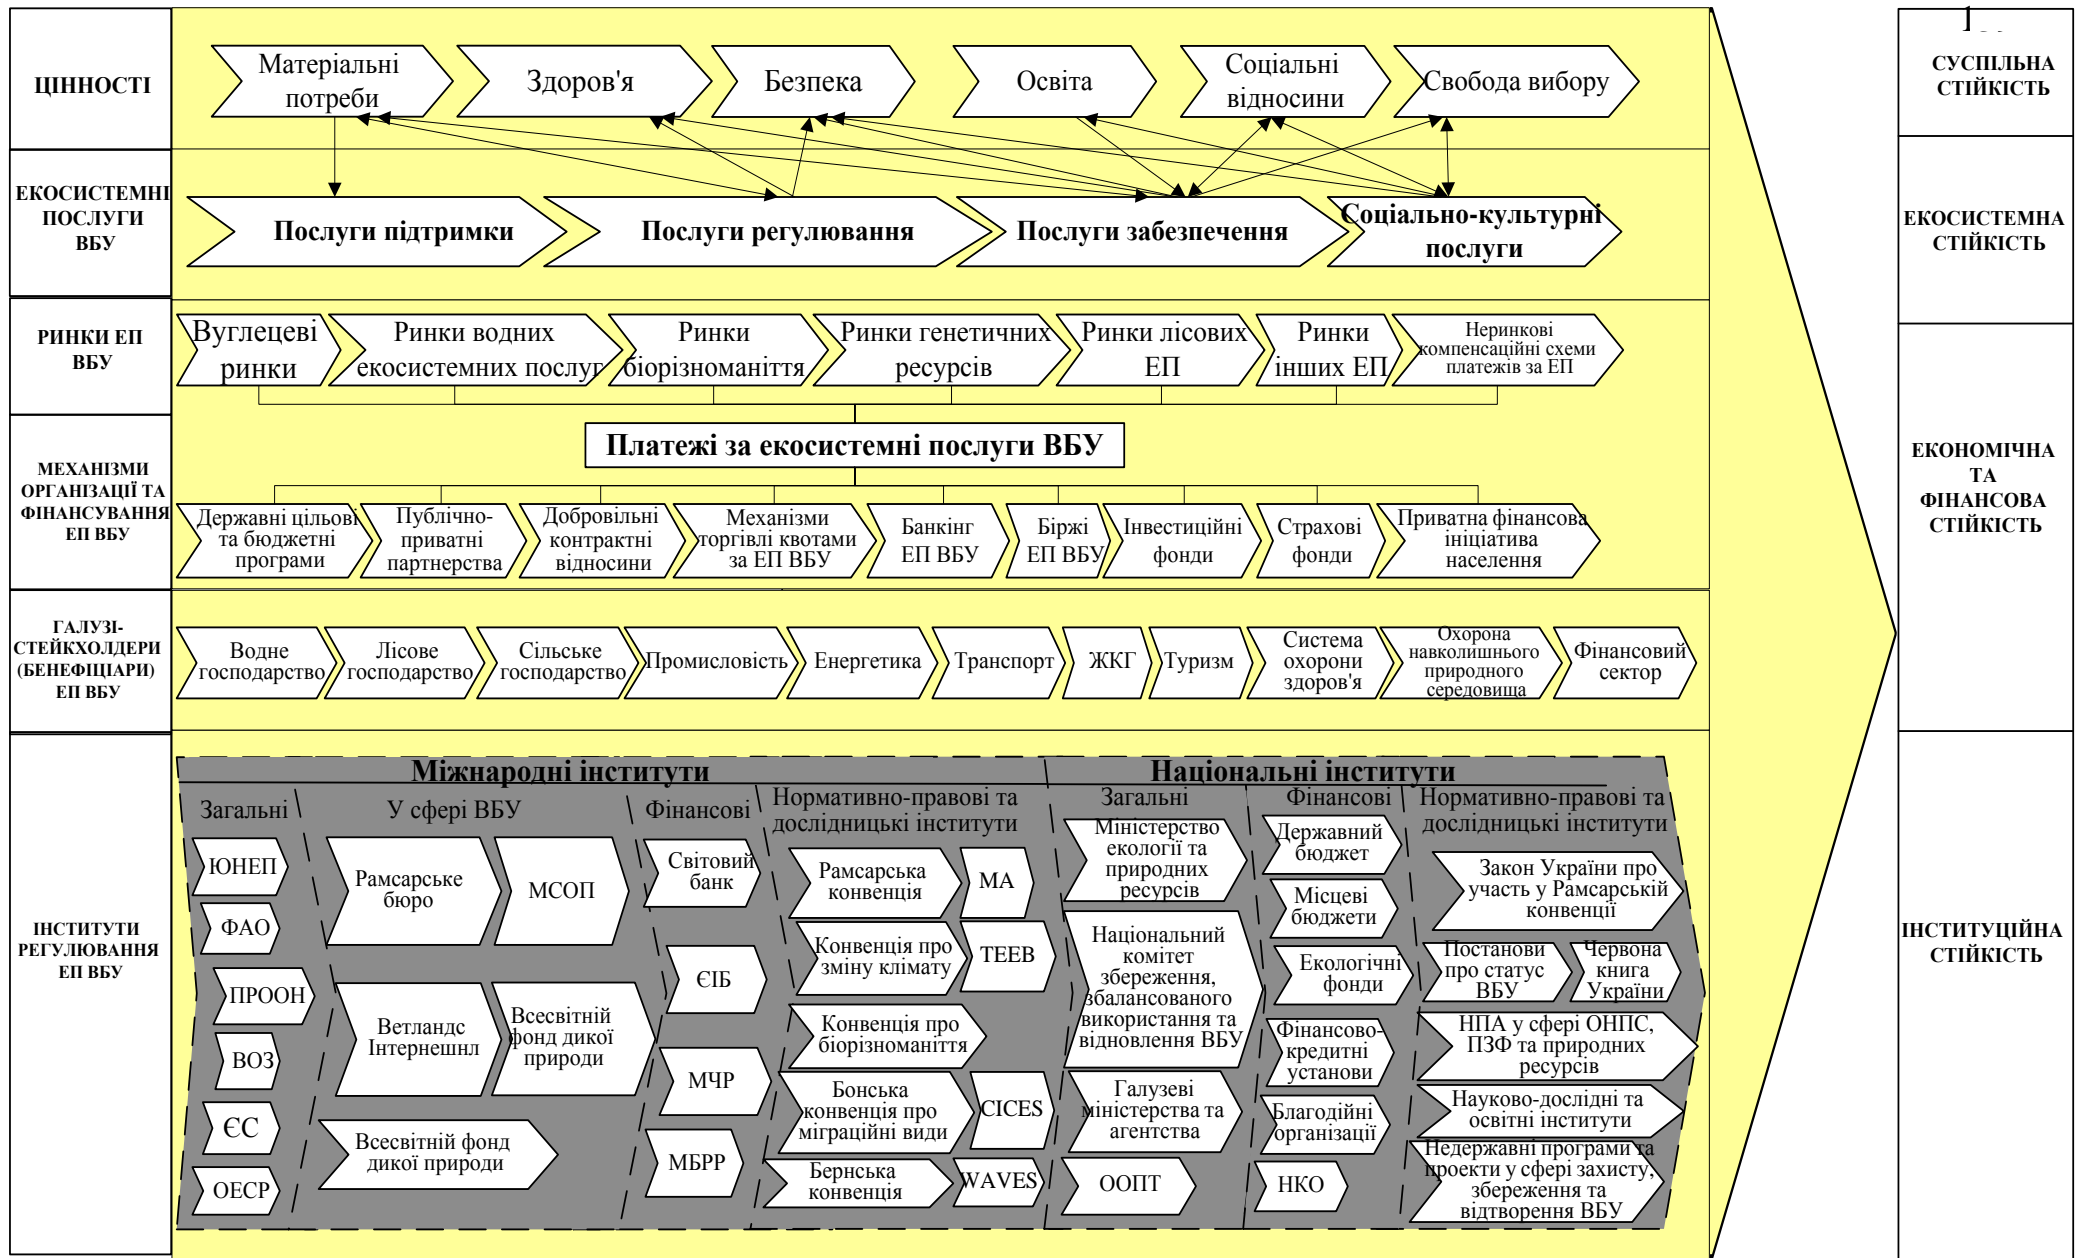 ЦІННОСТІ
Матеріальні
потреби
Здоров'я
Безпека
Освіта
Соціальні
відносини
Свобода вибору
1
СУСПІЛЬНА
СТІЙКІСТЬ
ЕКОСИСТЕМНІ
ПОСЛУГИ
ВБУ
Послуги підтримки
Послуги регулювання
Послуги забезпечення
Соціально-культурні
послуги
ЕКОСИСТЕМНА
СТІЙКІСТЬ
РИНКИ ЕП
ВБУ
Вуглецеві
ринки
Ринки водних
екосистемних послуг
Ринки
біорізноманіття
Ринки генетичних
ресурсів
Ринки лісових
ЕП
Ринки
інших ЕП
Неринкові
компенсаційні схеми
платежів за ЕП
Платежі за екосистемні послуги ВБУ
МЕХАНІЗМИ
ОРГАНІЗАЦІЇ ТА
ФІНАНСУВАННЯ
ЕП ВБУ
Державні цільові
та бюджетні
програми
Публічно-
приватні
партнерства
Добровільні
контрактні
відносини
Механізми
торгівлі квотами
за ЕП ВБУ
Банкінг
ЕП ВБУ
Біржі
ЕП ВБУ
Інвестиційні
фонди
Страхові
фонди
Приватна фінансова
ініціатива
населення
ЕКОНОМІЧНА
ТА
ФІНАНСОВА
СТІЙКІСТЬ
ГАЛУЗІ-
СТЕЙКХОЛДЕРИ
(БЕНЕФІЦІАРИ)
ЕП ВБУ
Водне
господарство
Лісове
господарство
Сільське
господарство
Промисловість
Енергетика
Транспорт
ЖКГ
Туризм
Система
охорони
здоров'я
Охорона
навколишнього
природного
середовища
Фінансовий
сектор
ІНСТИТУТИ
РЕГУЛЮВАННЯ
ЕП ВБУ
Міжнародні інститути
Загальні
ЮНЕП
ФАО
ПРООН
ВОЗ
ЄС
ОЕСР
У сфері ВБУ
Рамсарське
бюро
МСОП
Ветландс
Інтернешнл
Всесвітній
фонд дикої
природи
Всесвітній фонд
дикої природи
Фінансові
Світовий
банк
ЄІБ
МЧР
МБРР
Нормативно-правові та
дослідницькі інститути
Рамсарська
конвенція
МА
Конвенція про
зміну клімату
TEEB
Конвенція про
біорізноманіття
Бонська
конвенція про
міграційні види
CICES
Бернська
конвенція
WAVES
Національні інститути
Загальні
Міністерство
екології та
природних
ресурсів
Національний
комітет
збереження,
збалансованого
використання та
відновлення ВБУ
Галузеві
міністерства та
агентства
ООПТ
Фінансові
Державний
бюджет
Місцеві
бюджети
Екологічні
фонди
Фінансово-
кредитні
установи
Благодійні
організації
НКО
Нормативно-правові та
дослідницькі інститути
Закон України про
участь у Рамсарській
конвенції
Постанови
про статус
ВБУ
Червона
книга
України
НПА у сфері ОНПС,
ПЗФ та природних
ресурсів
Науково-дослідні та
освітні інститути
Недержавні програми та
проекти у сфері захисту,
збереження та
відтворення ВБУ
ІНСТИТУЦІЙНА
СТІЙКІСТЬ